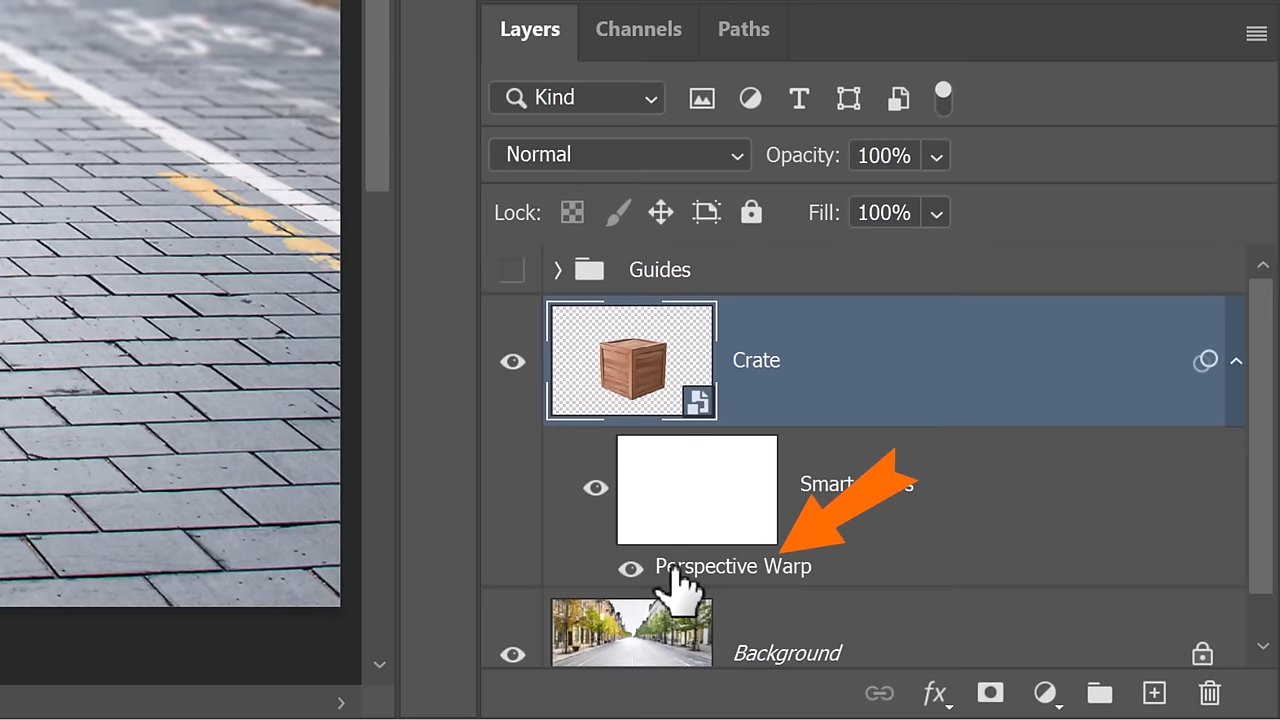 Layers Channels Paths
Kind
Normal Opacity: 100%
Lock: Fill: 100%
Guides
Crate
Perspective Warp
Background
fx